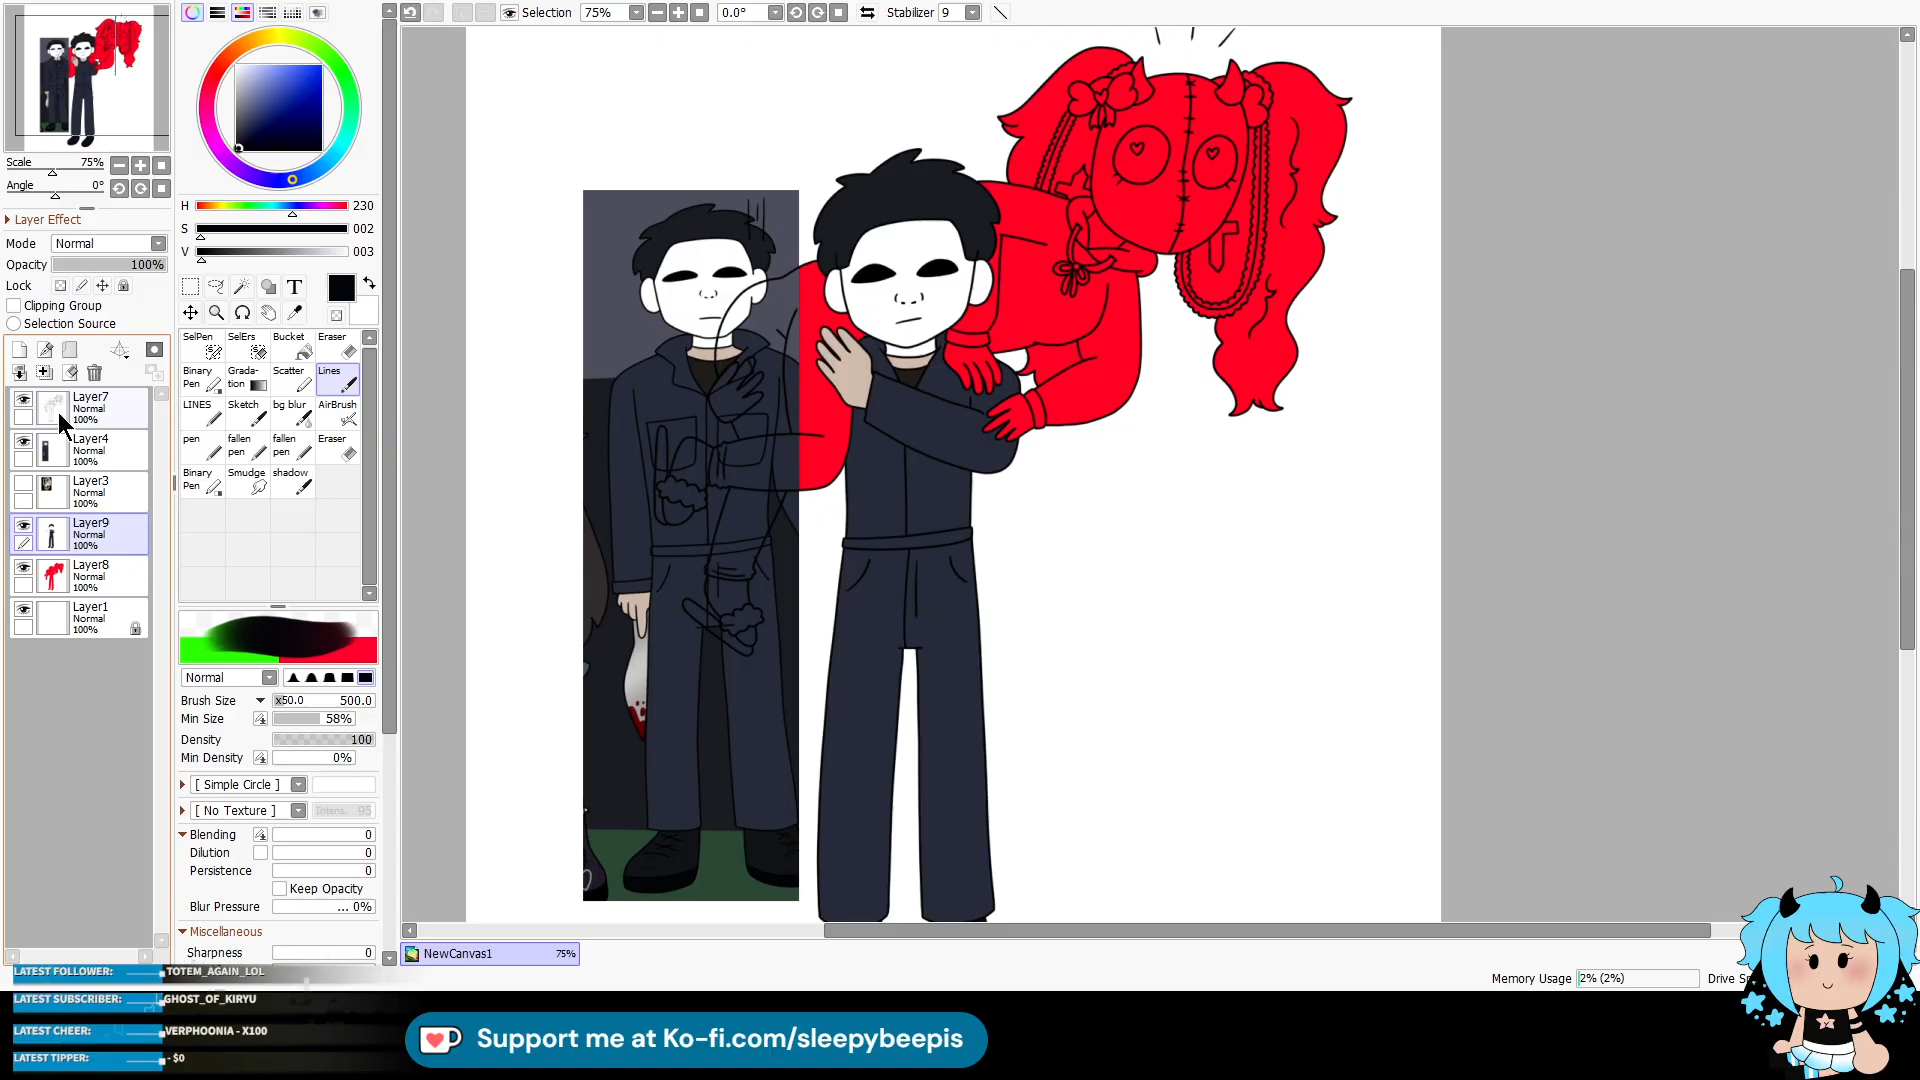 Selection 75% 0.0° Stabilizer 9
Scale 75%
Angle 0°
Layer Effect
Mode Normal
Opacity 100%
Lock
Clipping Group
Selection Source
Layer7
Normal
100%
Layer4
Normal
100%
Layer3
Normal
100%
Layer9
Normal
100%
Layer8
Normal
100%
Layer1
Normal
100%
H 230
S 002
V 003
T
SelPen SelErs Bucket Eraser
Binary Pen Grada-tion Scatter Lines
LINES Sketch bg blur AirBrush
pen fallen pen fallen pen Eraser
Binary Pen Smudge shadow
Normal
Brush Size x50.0 500.0
Min Size 58%
Density 100
Min Density 0%
[ Simple Circle ]
[ No Texture ] Intens. 95
Blending 0
Dilution 0
Persistence 0
Keep Opacity
Blur Pressure ... 0%
Miscellaneous
Sharpness 0
NewCanvas1 75%
Memory Usage 2% (2%)
LATEST FOLLOWER: TOTEM_AGAIN_LOL
LATEST SUBSCRIBER: GHOST_OF_KIRYU
LATEST CHEER: VERPHOONIA - X100
LATEST TIPPER: - $0
Support me at Ko-fi.com/sleepybeepis